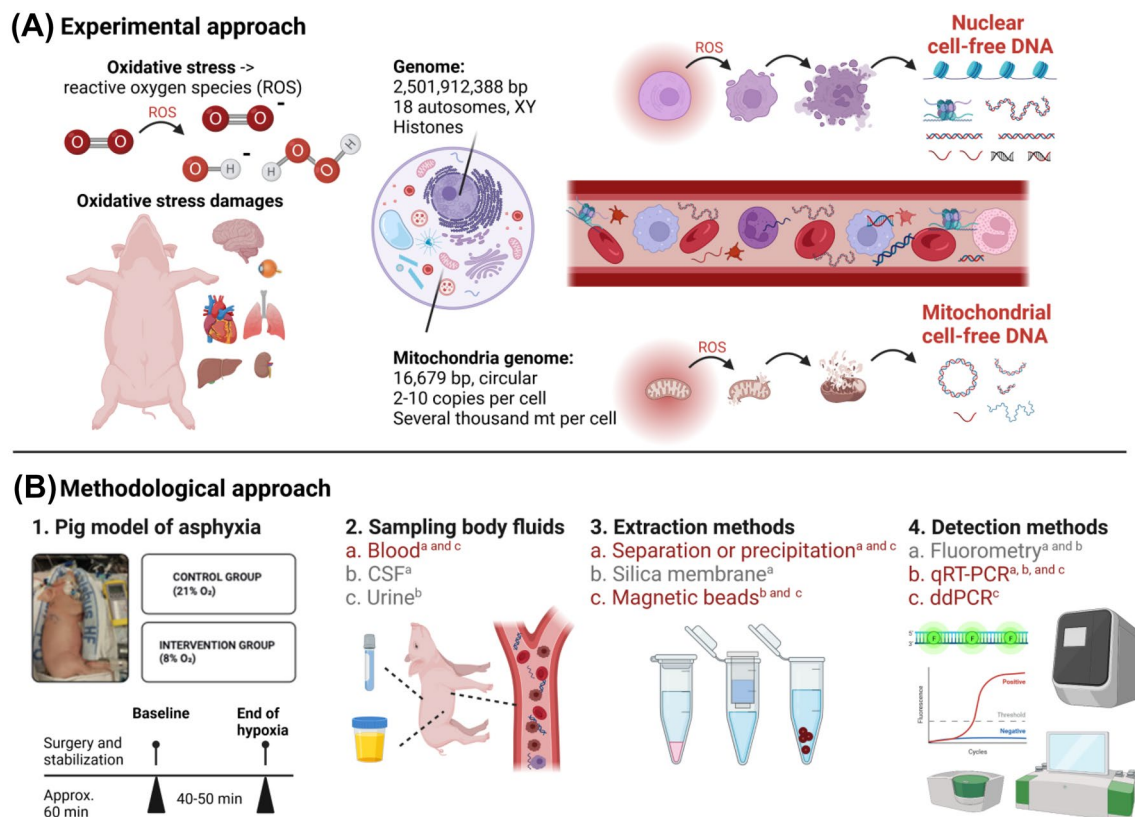 (A) Experimental approach
Oxidative stress ->
reactive oxygen species (ROS)
ROS
O O
O O -
O H -
H O O H
Oxidative stress damages
Genome:
2,501,912,388 bp
18 autosomes, XY
Histones
Mitochondria genome:
16,679 bp, circular
2-10 copies per cell
Several thousand mt per cell
ROS
Nuclear
cell-free DNA
Mitochondrial
cell-free DNA
ROS
(B) Methodological approach
1. Pig model of asphyxia
CONTROL GROUP
(21% O₂)
INTERVENTION GROUP
(8% O₂)
Baseline
End of
hypoxia
Surgery and
stabilization
Approx.
60 min
40-50 min
2. Sampling body fluids
a. Blood^a and c
b. CSF^a
c. Urine^b
3. Extraction methods
a. Separation or precipitation^a and c
b. Silica membrane^a
c. Magnetic beads^b and c
4. Detection methods
a. Fluorometry^a and b
b. qRT-PCR^a, b, and c
c. ddPCR^c
5'
3'
F F F
Fluorescence
Positive
Threshold
Negative
Cycles